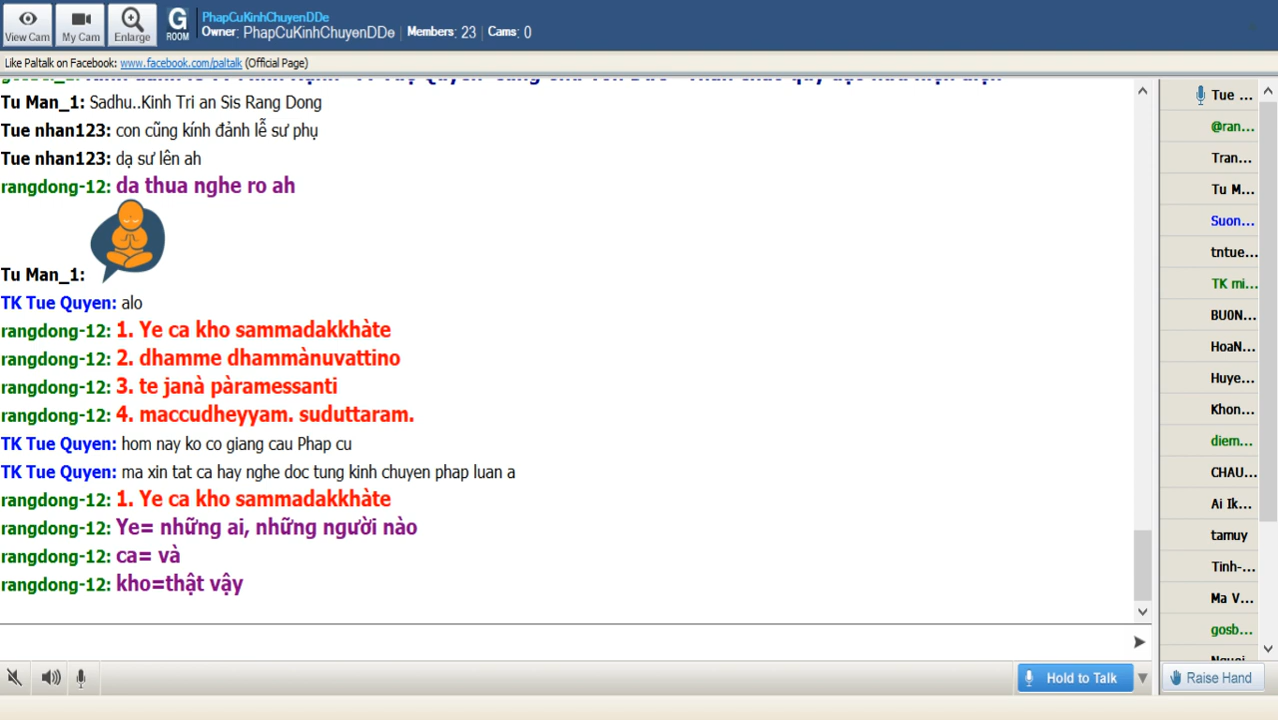 PhapCuKinhChuyenDDe
G
ROOM
Owner: PhapCuKinhChuyenDDe | Members: 23 | Cams: 0
View Cam
My Cam
Enlarge
Like Paltalk on Facebook: www.facebook.com/paltalk (Official Page)
Tu Man_1: Sadhu..Kinh Tri an Sis Rang Dong
Tue nhan123: con cũng kính đảnh lễ sư phụ
Tue nhan123: dạ sư lên ah
rangdong-12: da thua nghe ro ah
Tu Man_1:
TK Tue Quyen: alo
rangdong-12: 1. Ye ca kho sammadakkhàte
rangdong-12: 2. dhamme dhammànuvattino
rangdong-12: 3. te janà pàramessanti
rangdong-12: 4. maccudheyyam. suduttaram.
TK Tue Quyen: hom nay ko co giang cau Phap cu
TK Tue Quyen: ma xin tat ca hay nghe doc tung kinh chuyen phap luan a
rangdong-12: 1. Ye ca kho sammadakkhàte
rangdong-12: Ye= những ai, những người nào
rangdong-12: ca= và
rangdong-12: kho=thật vậy
Tue ...
@ran...
Tran...
Tu M...
Suon...
tntue...
TK mi...
BU0N...
HoaN...
Huye...
Khon...
diem...
CHAU...
Ai Ik...
tamuy
Tinh-...
Ma V...
gosb...
Hold to Talk
Raise Hand